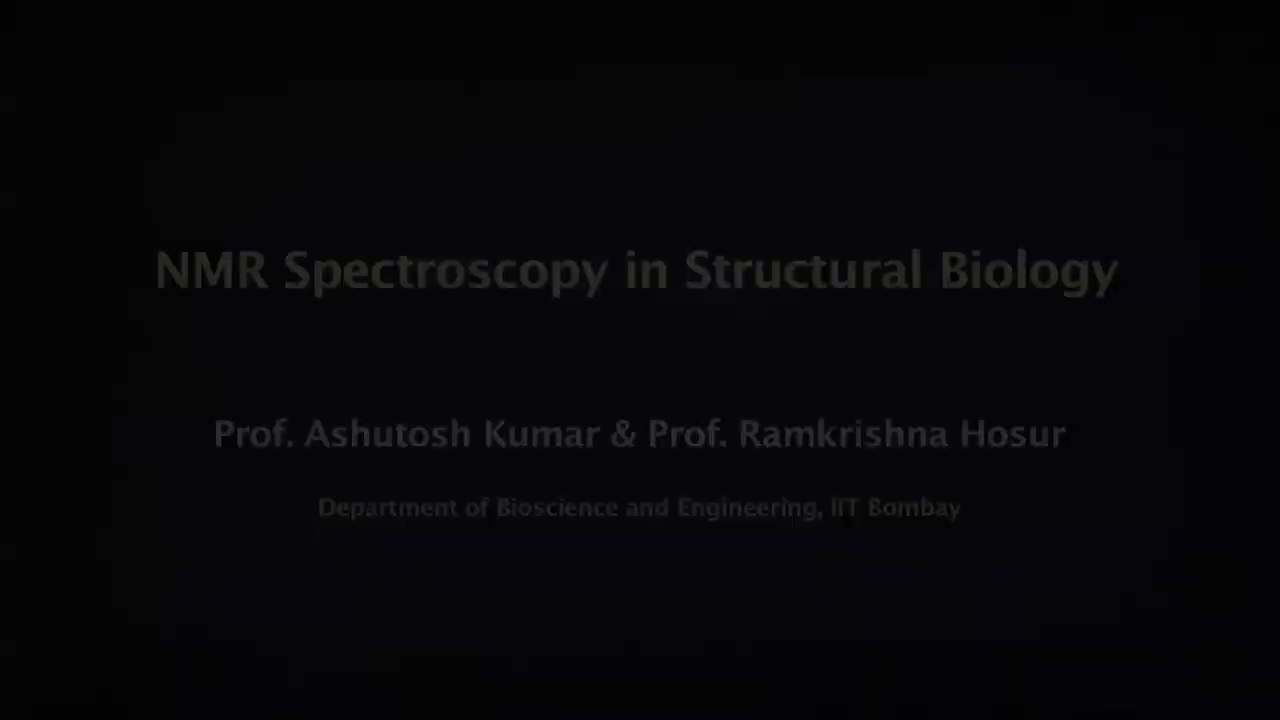 NMR Spectroscopy in Structural Biology
Prof. Ashutosh Kumar & Prof. Ramkrishna Hosur
Department of Bioscience and Engineering, IIT Bombay